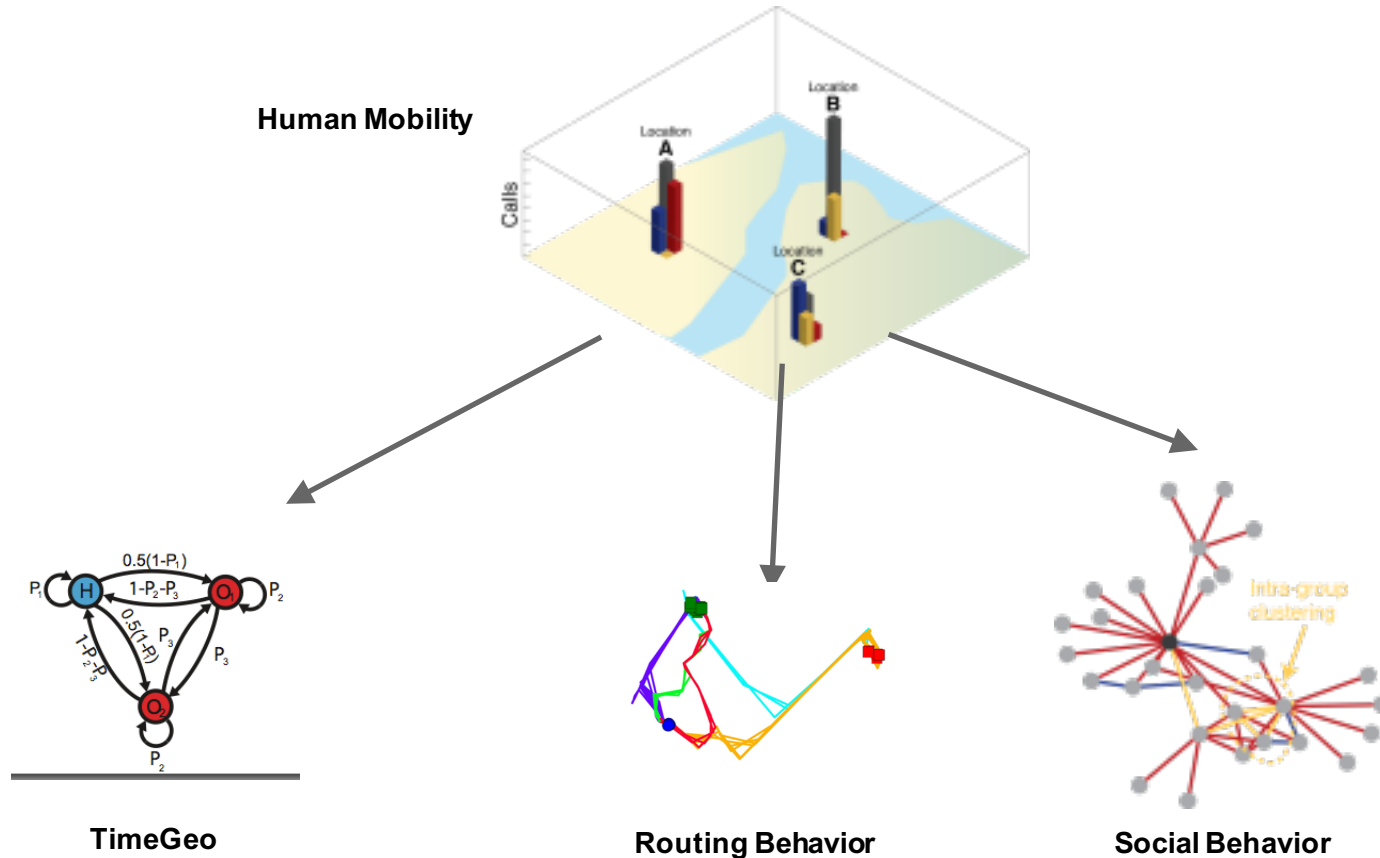 Human Mobility
Location
A
Location
B
Location
C
Calls
0.5(1-P₁)
P₁
H
O₁
P₂
1-P₂-P₃
0.5(1-P₁)
P₃
P₃
1-P₂-P₃
O₂
P₂
Intra-group
clustering
TimeGeo
Routing Behavior
Social Behavior